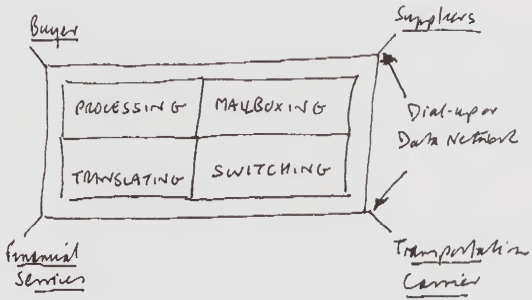 Buyer
Suppliers
PROCESSING
MAILBOXING
Dial-up or
Data Network
TRANSLATING
SWITCHING
Financial
Services
Transportation
Carrier